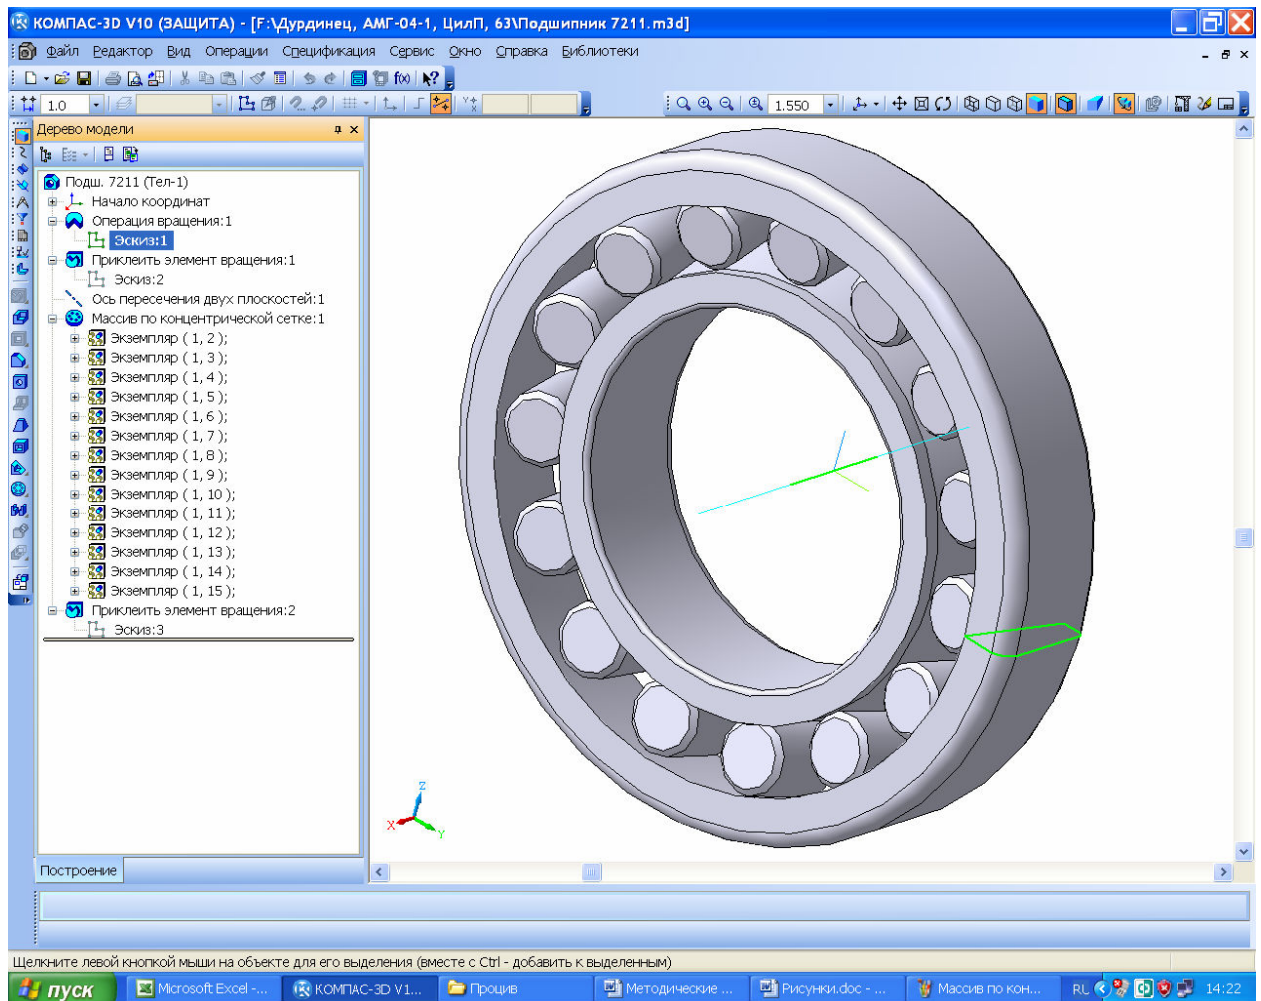 КОМПАС-3D V10 (ЗАЩИТА) - [F:\Дурдинец, АМГ-04-1, ЦилП, 63\Подшипник 7211.m3d]
Файл Редактор Вид Операции Спецификация Сервис Окно Справка Библиотеки
f(x)
1.0
1.550
Дерево модели
Подш. 7211 (Тел-1)
Начало координат
Операция вращения:1
Эскиз:1
Приклеить элемент вращения:1
Эскиз:2
Ось пересечения двух плоскостей:1
Массив по концентрической сетке:1
Экземпляр ( 1, 2 );
Экземпляр ( 1, 3 );
Экземпляр ( 1, 4 );
Экземпляр ( 1, 5 );
Экземпляр ( 1, 6 );
Экземпляр ( 1, 7 );
Экземпляр ( 1, 8 );
Экземпляр ( 1, 9 );
Экземпляр ( 1, 10 );
Экземпляр ( 1, 11 );
Экземпляр ( 1, 12 );
Экземпляр ( 1, 13 );
Экземпляр ( 1, 14 );
Экземпляр ( 1, 15 );
Приклеить элемент вращения:2
Эскиз:3
Z
X
Y
Построение
Щелкните левой кнопкой мыши на объекте для его выделения (вместе с Ctrl - добавить к выделенным)
пуск Microsoft Excel -... КОМПАС-3D V1... Процив Методические ... Рисунки.doc - ... Массив по кон... RL 14:22